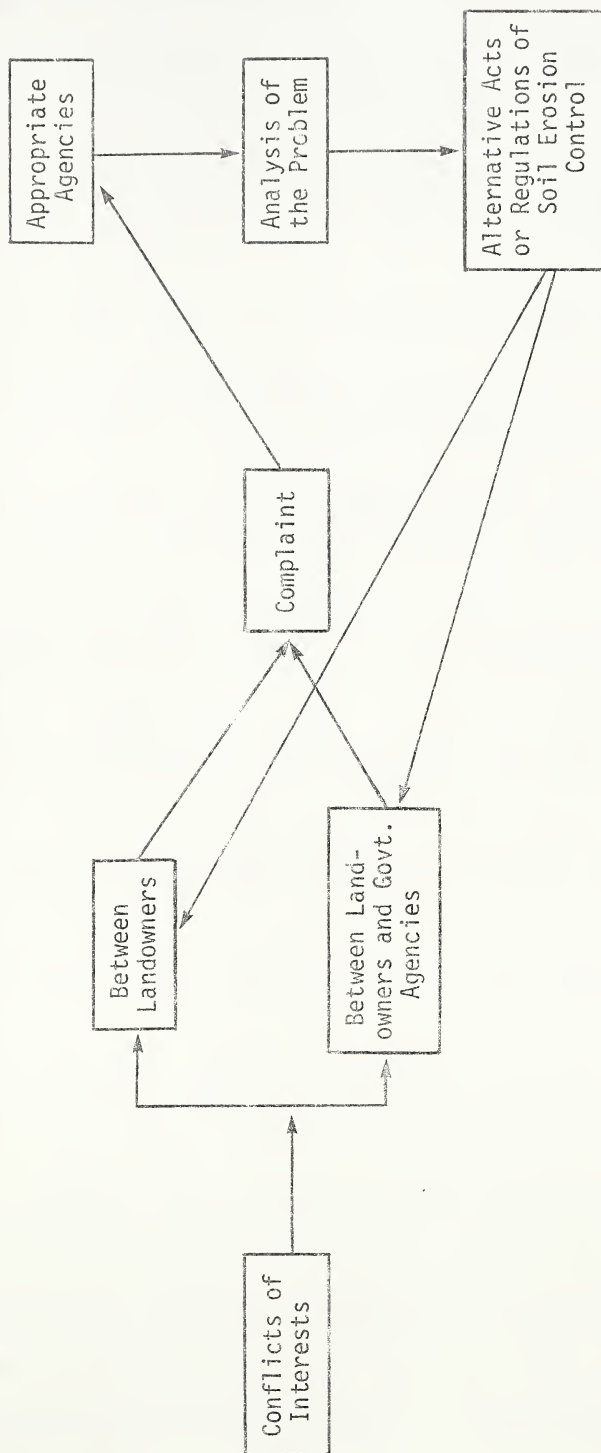 Conflicts of
Interests
Between
Landowners
Between Land-
owners and Govt.
Agencies
Complaint
Appropriate
Agencies
Analysis of
the Problem
Alternative Acts
or Regulations of
Soil Erosion
Control